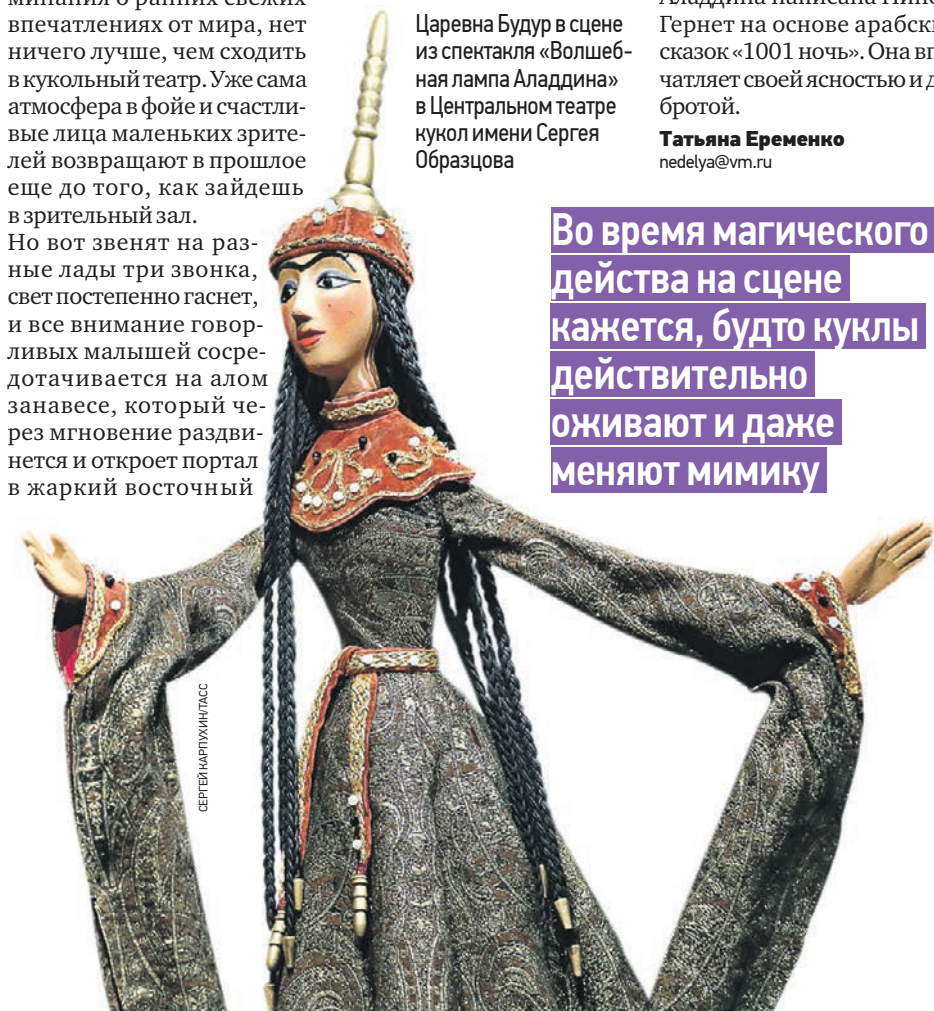 впечатлениях от мира, нет
ничего лучше, чем сходить
в кукольный театр. Уже сама
атмосфера в фойе и счастли-
вые лица маленьких зрите-
лей возвращают в прошлое
еще до того, как зайдешь
в зрительный зал.
Но вот звенят на раз-
ные лады три звонка,
свет постепенно гаснет,
и все внимание говор-
ливых малышей сосре-
дотачивается на алом
занавесе, который че-
рез мгновение раздви-
нется и откроет портал
в жаркий восточный
Царевна Будур в сцене
из спектакля «Волшеб-
ная лампа Аладдина»
в Центральном театре
кукол имени Сергея
Образцова
Гернет на основе арабских
сказок «1001 ночь». Она вп
чатляет своей ясностью и д
бротой.
Татьяна Еременко
nedelya@vm.ru
Во время магического
действа на сцене
кажется, будто куклы
действительно
оживают и даже
меняют мимику
СЕРГЕЙ КАРПУХИН/ТАСС